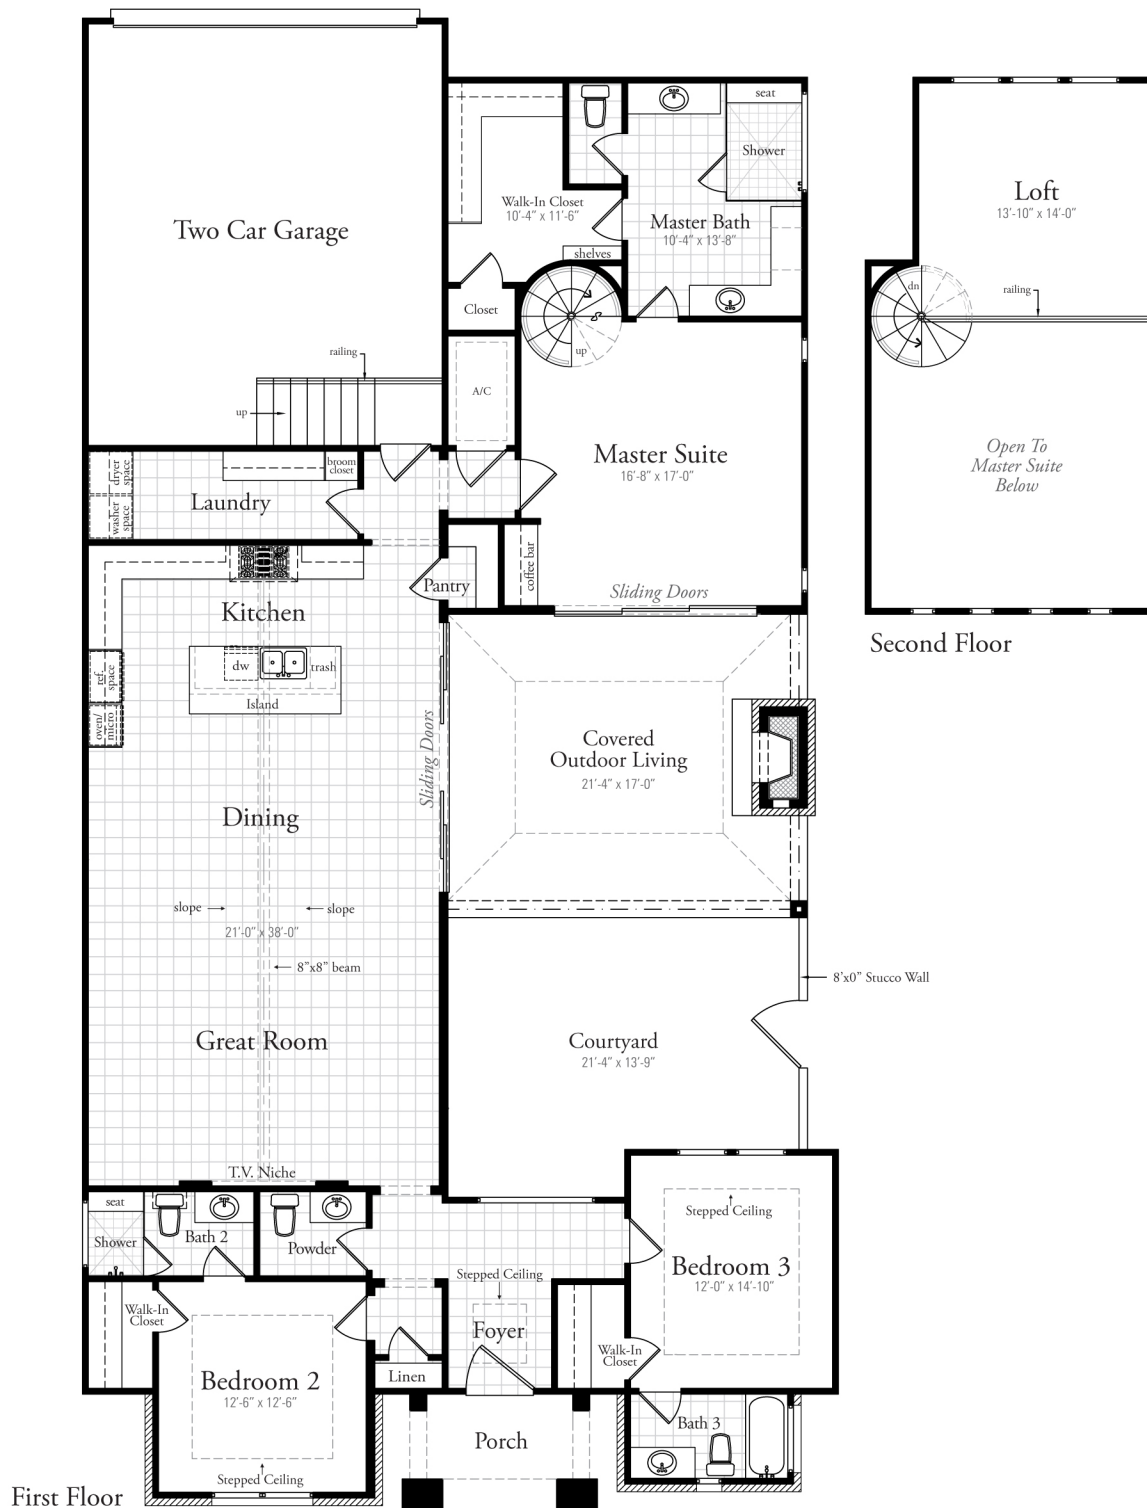 seat
Shower
Walk-In Closet
10'-4" x 11'-6"
Master Bath
10'-4" x 13'-8"
Two Car Garage
shelves
Closet
up
railing
A/C
up
Loft
13'-10" x 14'-0"
dn
railing
Open To
Master Suite
Below
Second Floor
Master Suite
16'-8" x 17'-0"
broom
closet
dryer
space
washer
space
Laundry
coffee bar
Pantry
Sliding Doors
Kitchen
dw
trash
Island
ref.
space
oven/
micro
Sliding Doors
Covered
Outdoor Living
21'-4" x 17'-0"
Dining
slope
slope
21'-0" x 38'-0"
8"x8" beam
8'x0" Stucco Wall
Great Room
Courtyard
21'-4" x 13'-9"
T.V. Niche
seat
Shower
Bath 2
Powder
Stepped Ceiling
Bedroom 3
12'-0" x 14'-10"
Stepped Ceiling
Foyer
Walk-In
Closet
Walk-In
Closet
Linen
Bedroom 2
12'-6" x 12'-6"
Stepped Ceiling
Porch
Bath 3
First Floor